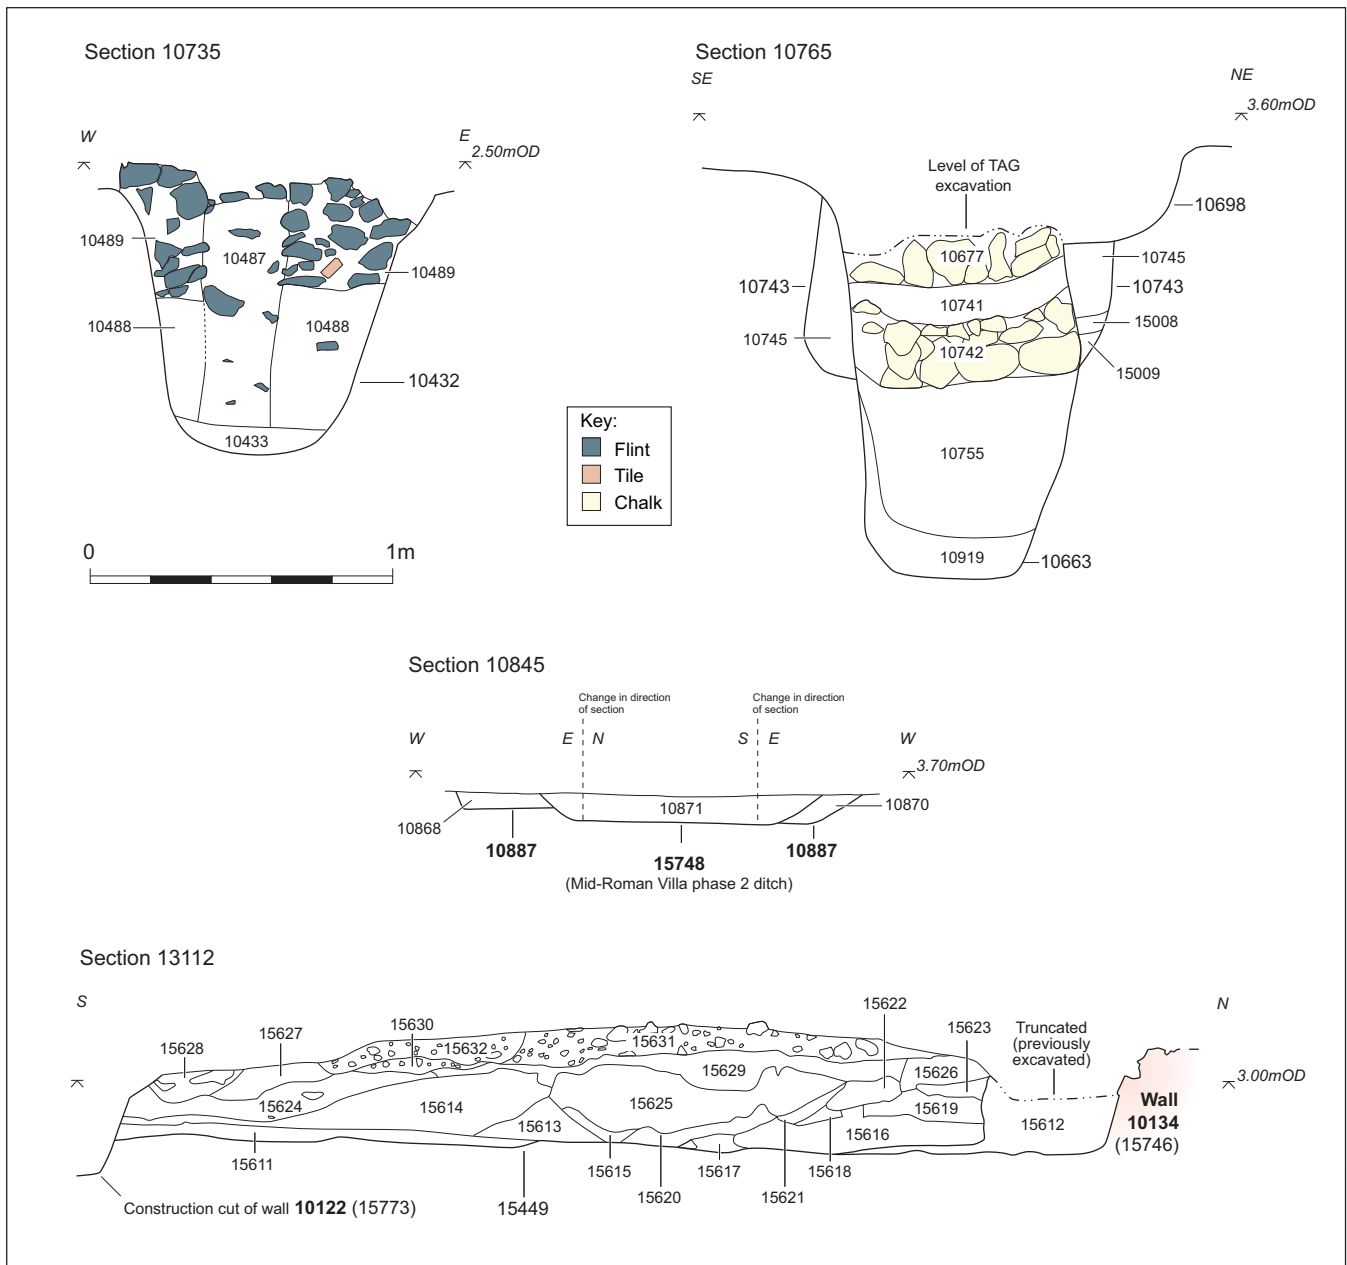 Section 10735
W
E
2.50mOD
10489
10487
10489
10488
10488
10432
10433
0 1m
Section 10765
SE
NE
3.60mOD
Level of TAG
excavation
10698
10677
10745
10743
10743
10741
15008
10745
10742
15009
10755
10919
10663
Key:
Flint
Tile
Chalk
Section 10845
Change in direction
of section
Change in direction
of section
W
E
N
S
E
W
3.70mOD
10871
10870
10868
10887
15748
10887
(Mid-Roman Villa phase 2 ditch)
Section 13112
S
N
15622
15630
15623
15627
15628
15632
15631
Truncated
(previously
excavated)
15629
15626
3.00mOD
15624
15614
15625
15619
Wall
10134
(15746)
15613
15616
15612
15611
15615
15617
15618
15620
15621
Construction cut of wall 10122 (15773)
15449